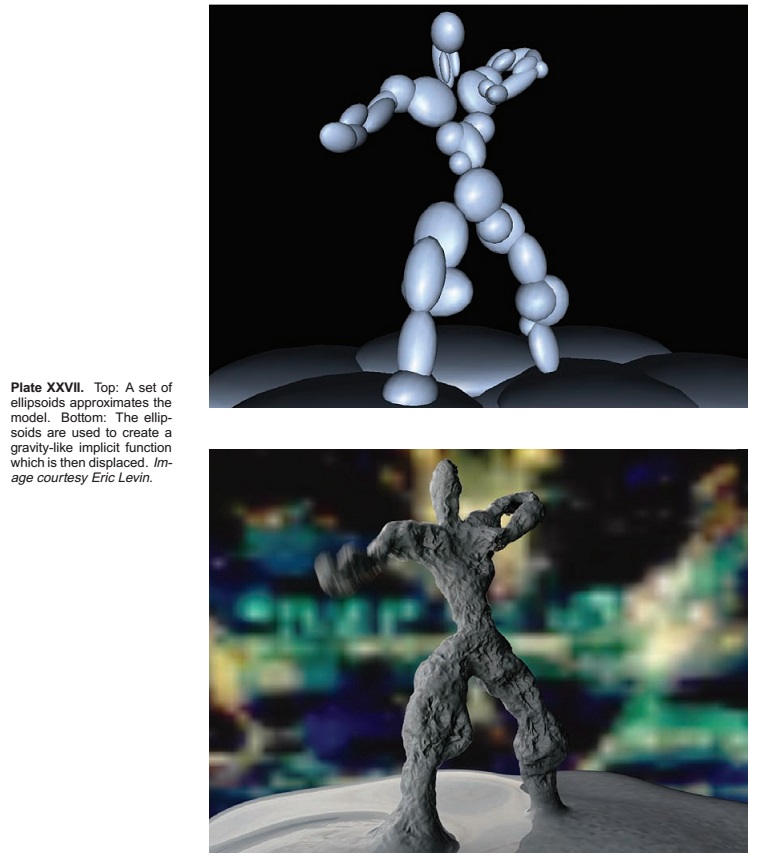 Plate XXVII. Top: A set of
ellipsoids approximates the
model. Bottom: The ellip-
soids are used to create a
gravity-like implicit function
which is then displaced. Im-
age courtesy Eric Levin.